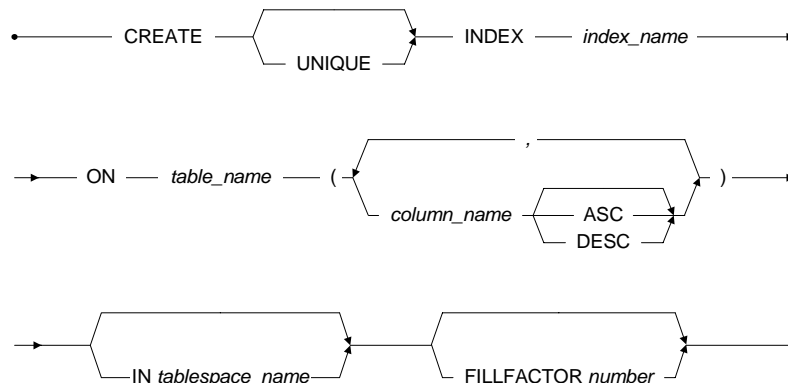 CREATE INDEX index_name
UNIQUE
,
ON table_name ( )
column_name ASC
DESC
IN tablespace_name FILLFACTOR number